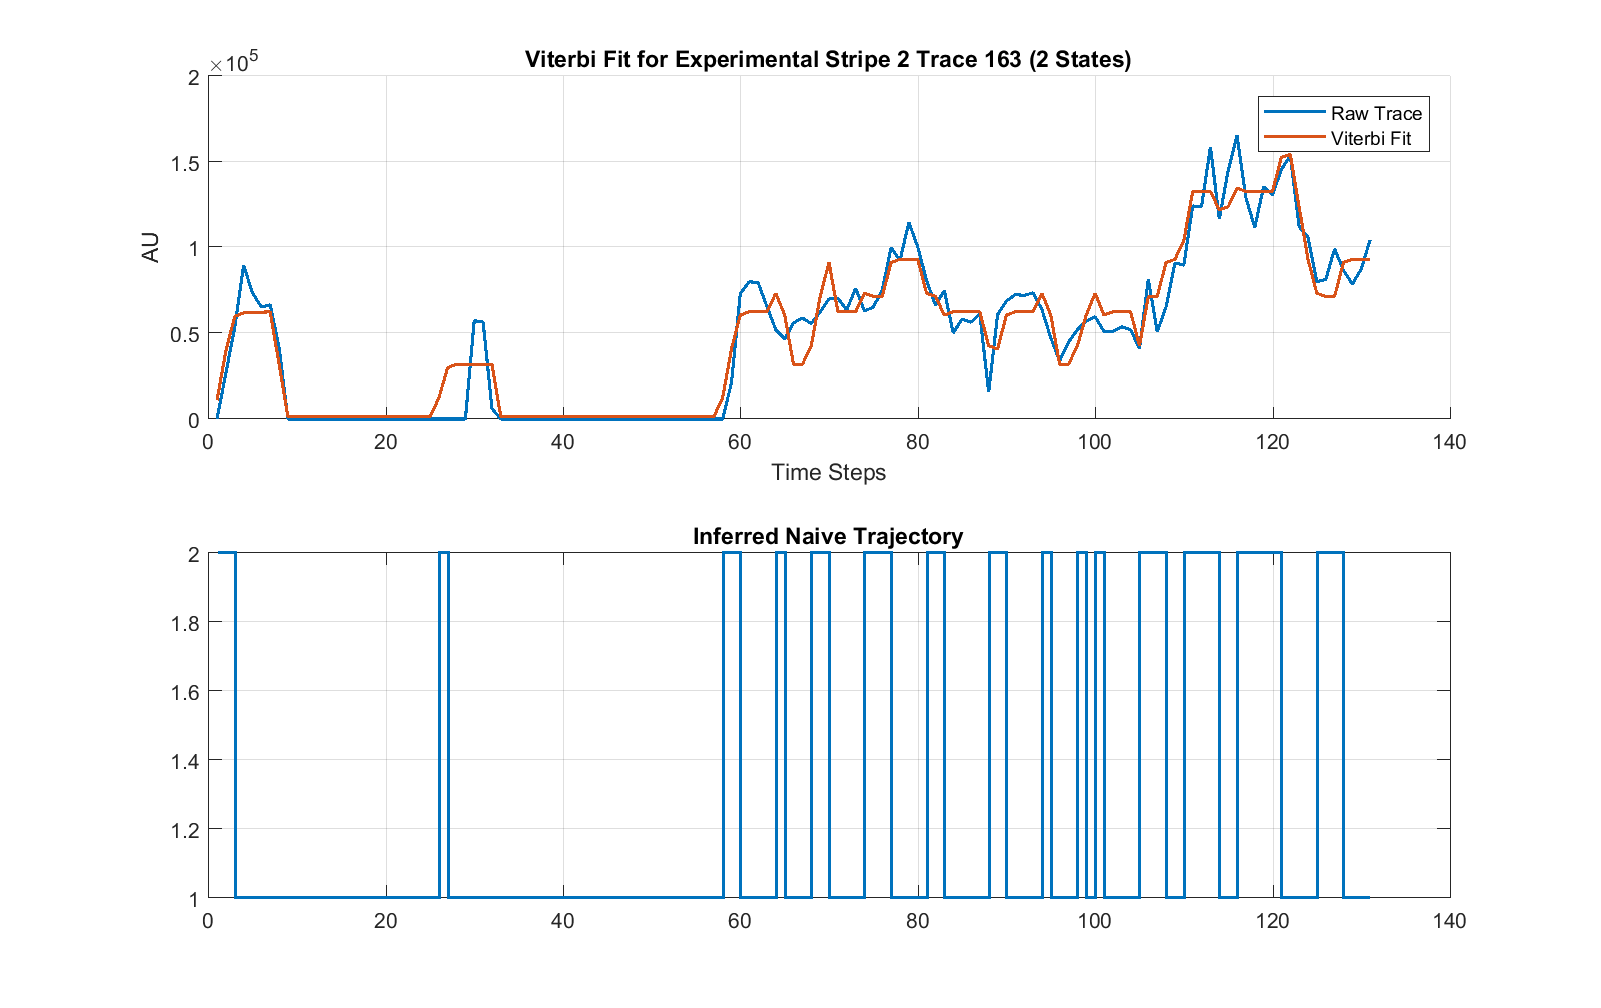 Viterbi Fit for Experimental Stripe 2 Trace 163 (2 States)
×10^5
2
1.5
1
0.5
0
AU
Raw Trace
Viterbi Fit
0 20 40 60 80 100 120 140
Time Steps
Inferred Naive Trajectory
2
1.8
1.6
1.4
1.2
1
0 20 40 60 80 100 120 140